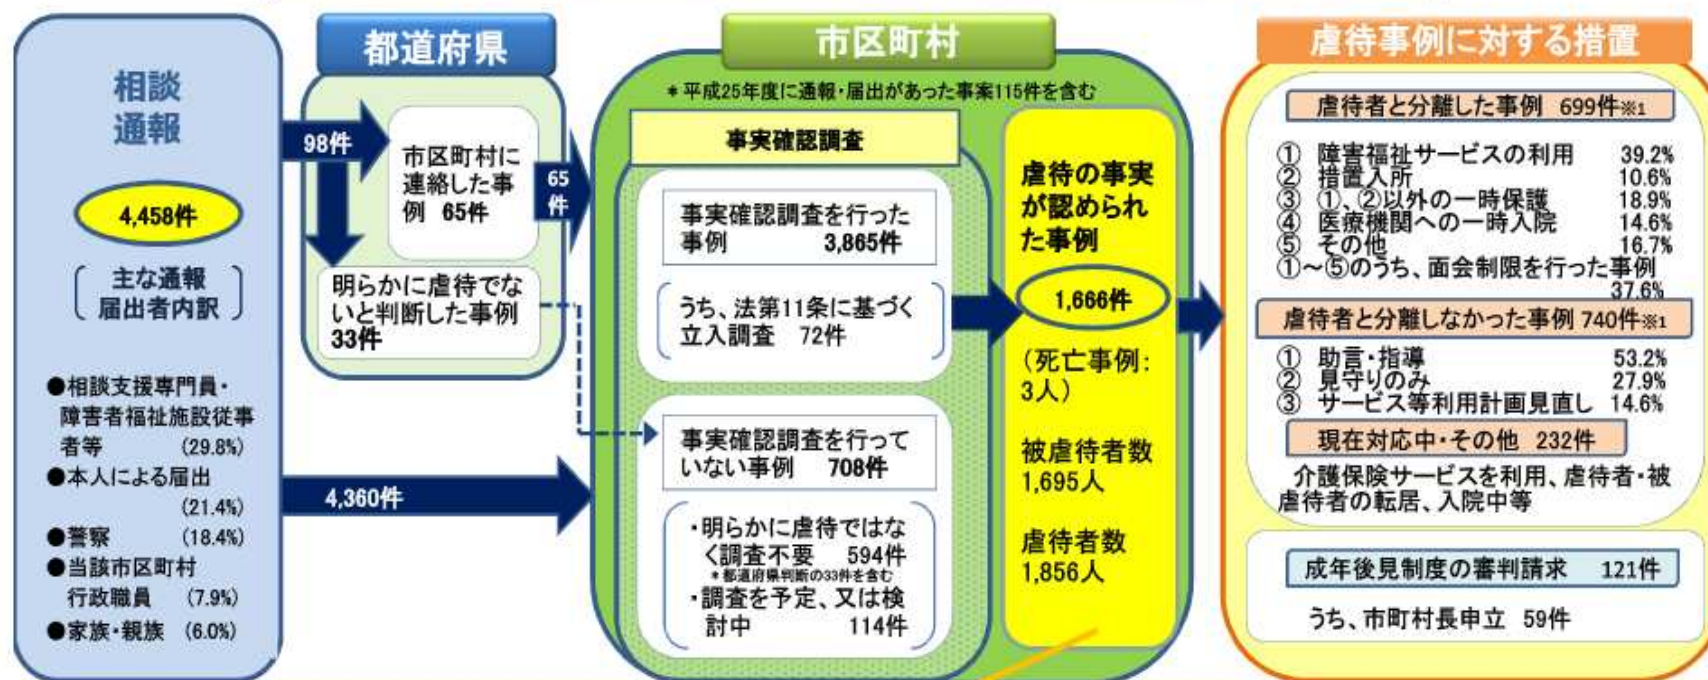 相談
通報
4,458件
主な通報
届出者内訳
●相談支援専門員・
障害者福祉施設従事
者等 (29.8%)
●本人による届出
(21.4%)
●警察 (18.4%)
●当該市区町村
行政職員 (7.9%)
●家族・親族 (6.0%)
都道府県
98件
市区町村に
連絡した事
例 65件
65
件
明らかに虐待でな
いと判断した事例
33件
4,360件
市区町村
*平成25年度に通報・届出があった事案115件を含む
事実確認調査
事実確認調査を行った
事例 3,865件
うち、法第11条に基づく
立入調査 72件
事実確認調査を行って
いない事例 708件
・明らかに虐待ではな
く調査不要 594件
*都道府県判断の33件を含む
・調査を予定、又は検
討中 114件
虐待の事実
が認められ
た事例
1,666件
(死亡事例:
3人)
被虐待者数
1,695人
虐待者数
1,856人
虐待事例に対する措置
虐待者と分離した事例 699件※1
① 障害福祉サービスの利用 39.2%
② 措置入所 10.6%
③ ①、②以外の一時保護 18.9%
④ 医療機関への一時入院 14.6%
⑤ その他 16.7%
①～⑤のうち、面会制限を行った事例
37.6%
虐待者と分離しなかった事例 740件※1
① 助言・指導 53.2%
② 見守りのみ 27.9%
③ サービス等利用計画見直し 14.6%
現在対応中・その他 232件
介護保険サービスを利用、虐待者・被
虐待者の転居、入院中等
成年後見制度の審判請求 121件
うち、市町村長申立 59件